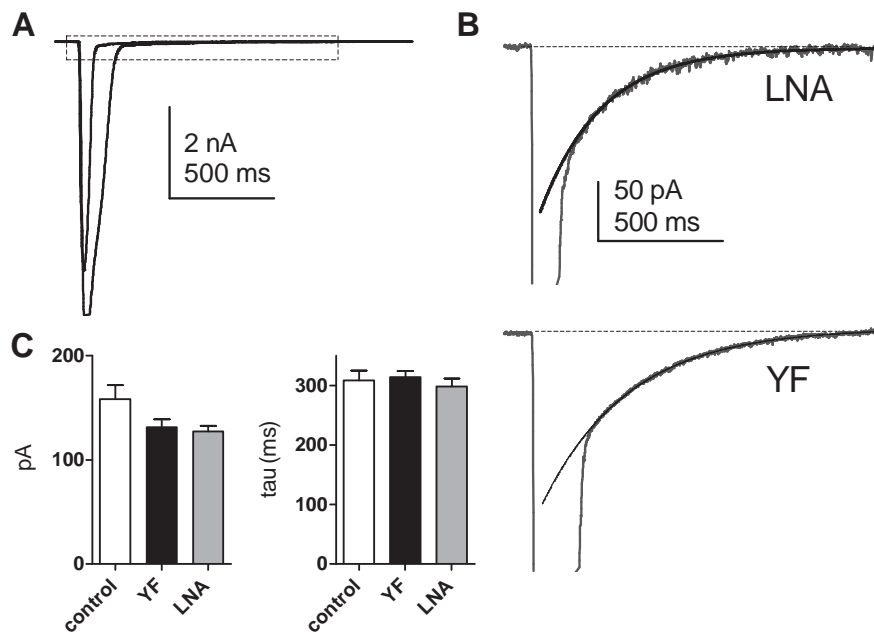 A
2 nA
500 ms
B
LNA
50 pA
500 ms
YF
C
200
100
0
pA
control
YF
LNA
300
200
100
0
tau (ms)
control
YF
LNA